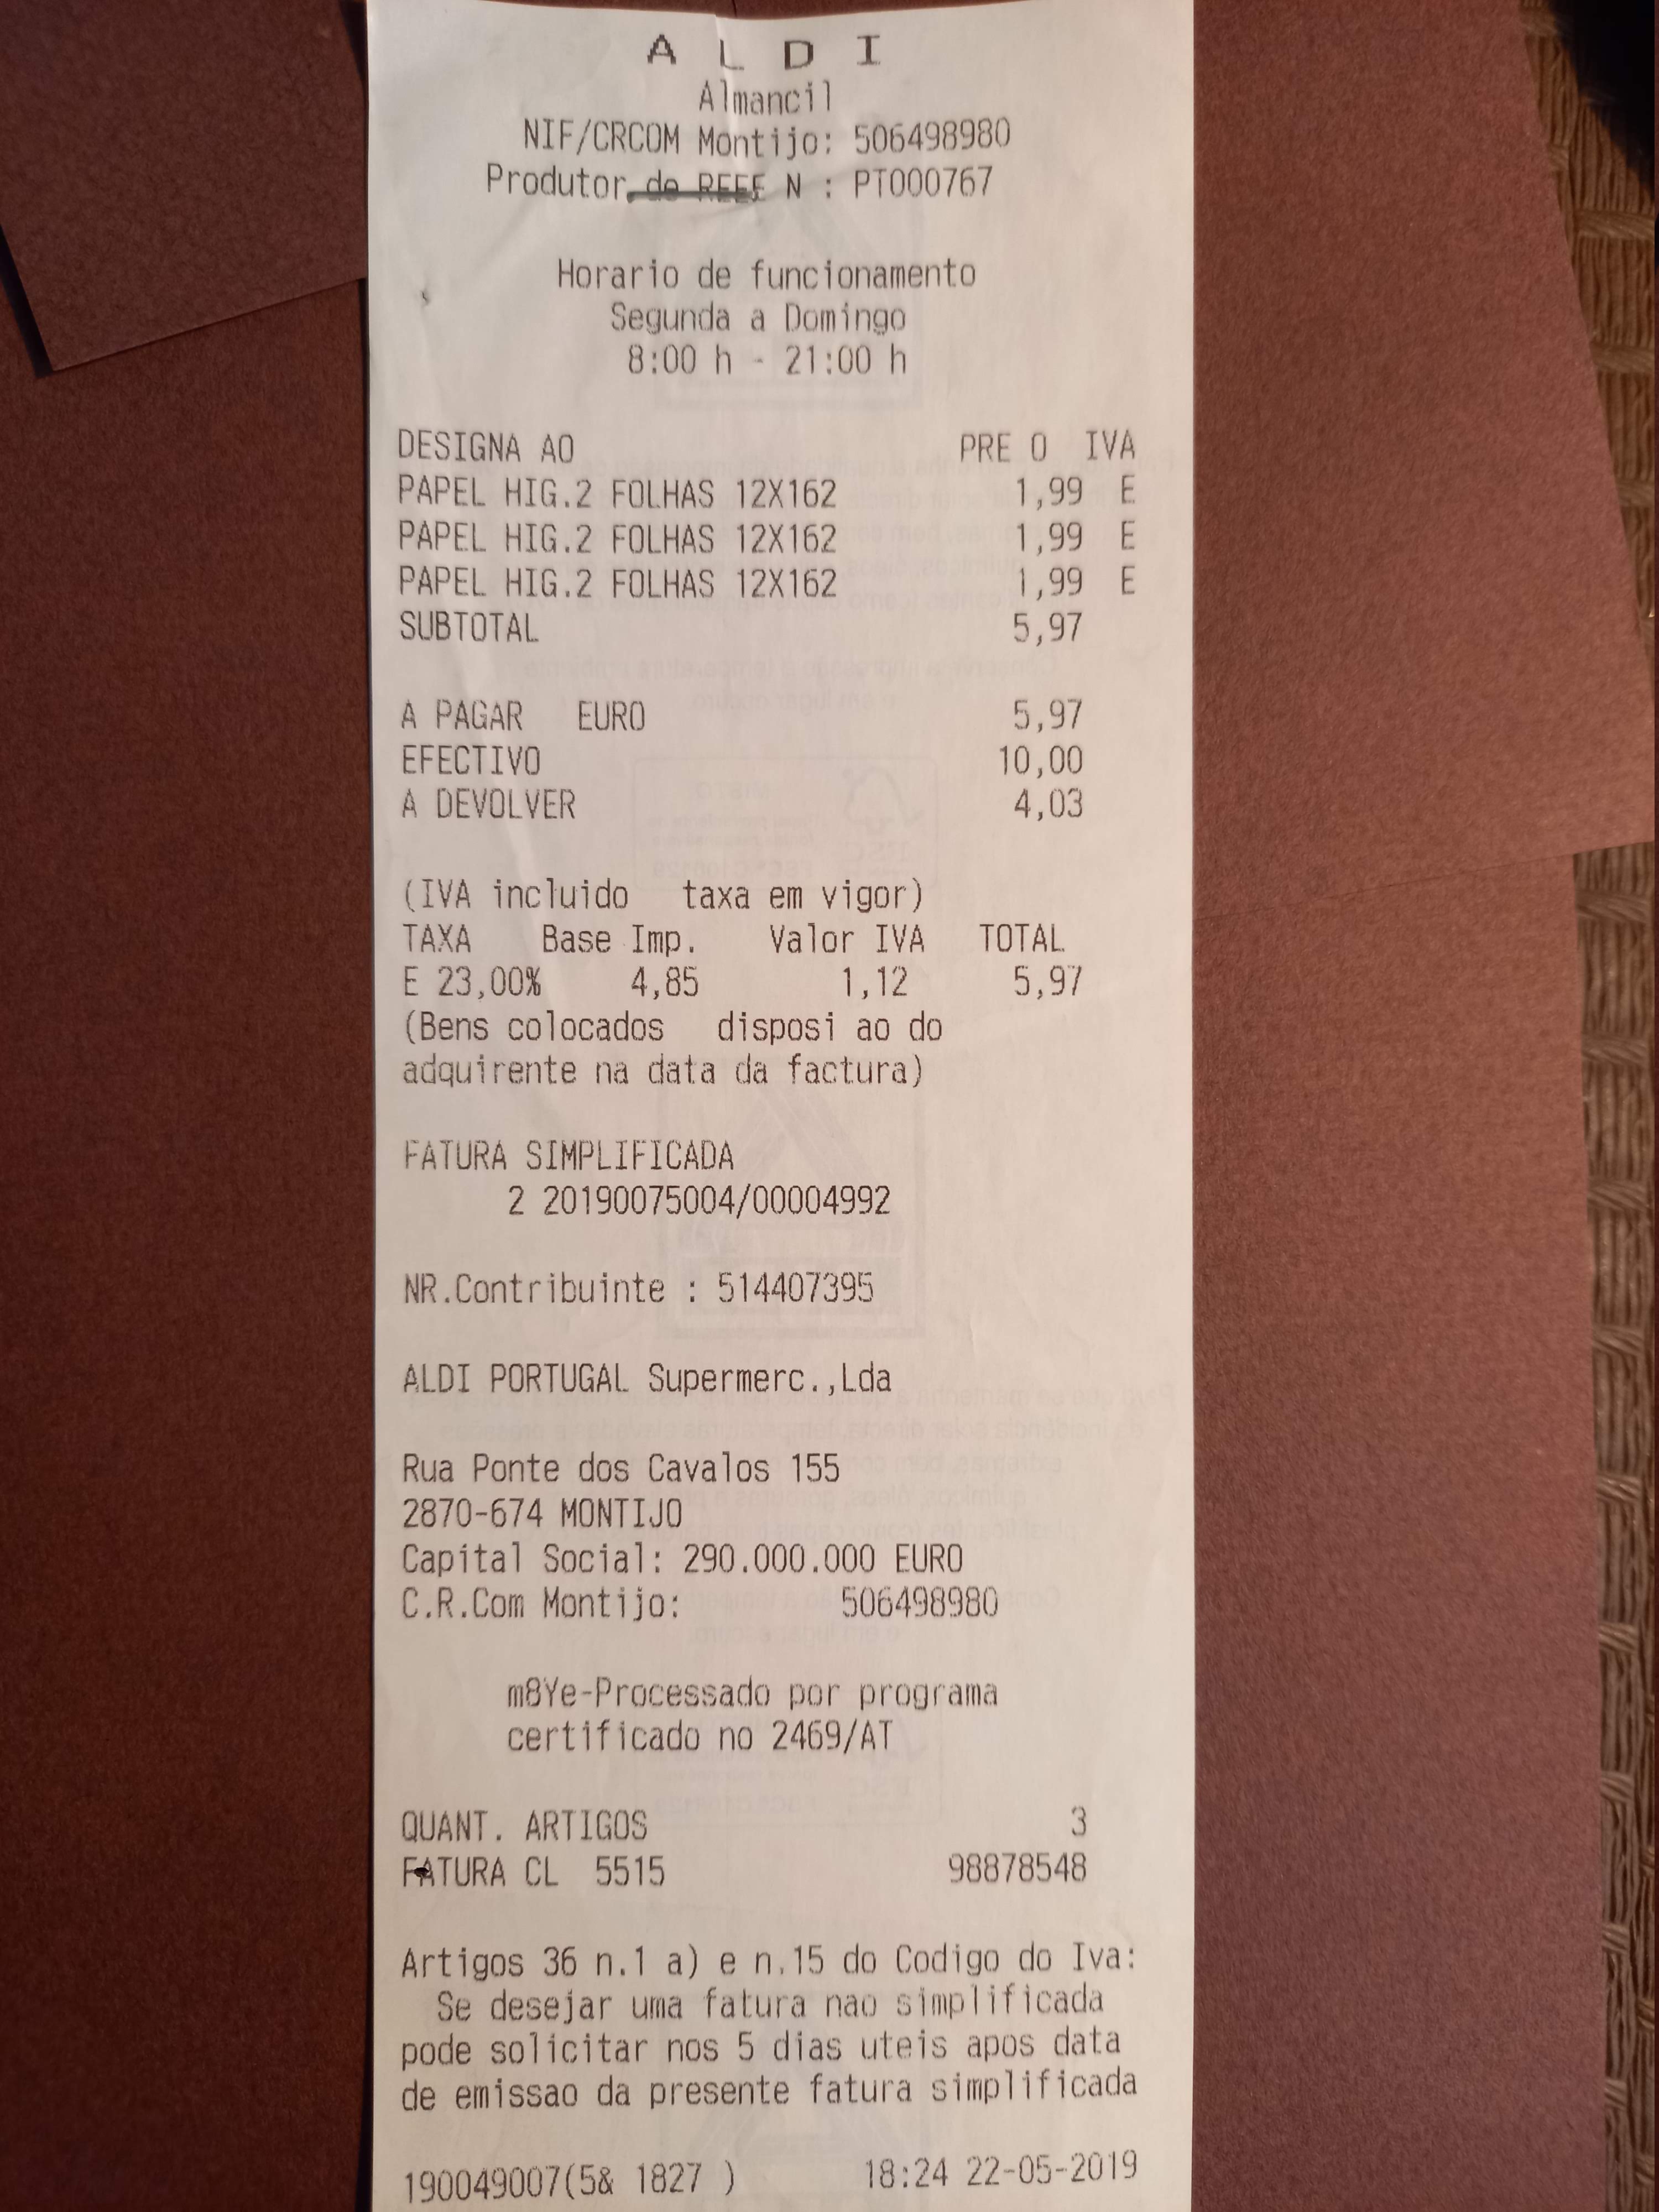 A L D I
Almancil
NIF/CRCOM Montijo: 506498980
Produtor de REEE N : PT000767
Horario de funcionamento
Segunda a Domingo
8:00 h - 21:00 h
DESIGNA AO PRE O IVA
PAPEL HIG.2 FOLHAS 12X162 1,99 E
PAPEL HIG.2 FOLHAS 12X162 1,99 E
PAPEL HIG.2 FOLHAS 12X162 1,99 E
SUBTOTAL 5,97
A PAGAR EURO 5,97
EFECTIVO 10,00
A DEVOLVER 4,03
(IVA incluido taxa em vigor)
TAXA Base Imp. Valor IVA TOTAL
E 23,00% 4,85 1,12 5,97
(Bens colocados disposi ao do
adquirente na data da factura)
FATURA SIMPLIFICADA
2 20190075004/00004992
NR.Contribuinte : 514407395
ALDI PORTUGAL Supermerc.,Lda
Rua Ponte dos Cavalos 155
2870-674 MONTIJO
Capital Social: 290.000.000 EURO
C.R.Com Montijo: 506498980
m8Ye-Processado por programa
certificado no 2469/AT
QUANT. ARTIGOS 3
FATURA CL 5515 98878548
Artigos 36 n.1 a) e n.15 do Codigo do Iva:
Se desejar uma fatura nao simplificada
pode solicitar nos 5 dias uteis apos data
de emissao da presente fatura simplificada
190049007(5& 1827 ) 18:24 22-05-2019